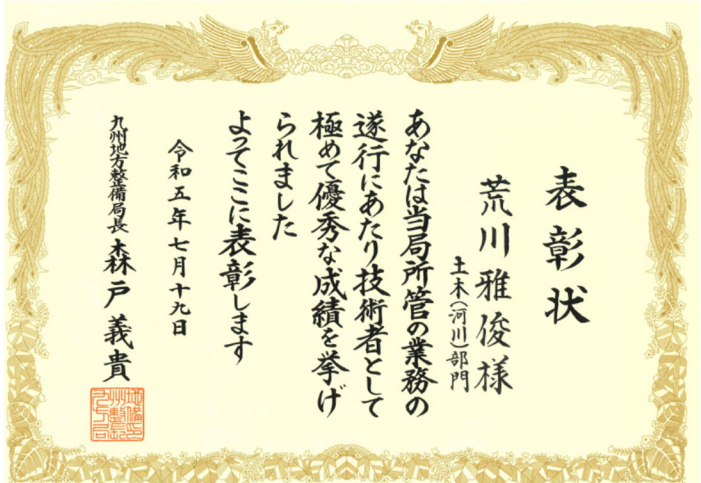 表彰状
荒川雅俊様
土木(河川)部門
あなたは当局所管の業務の
遂行にあたり技術者として
極めて優秀な成績を挙げ
られました
よってここに表彰します
令和五年七月十九日
九州地方整備局長 森戸義貴